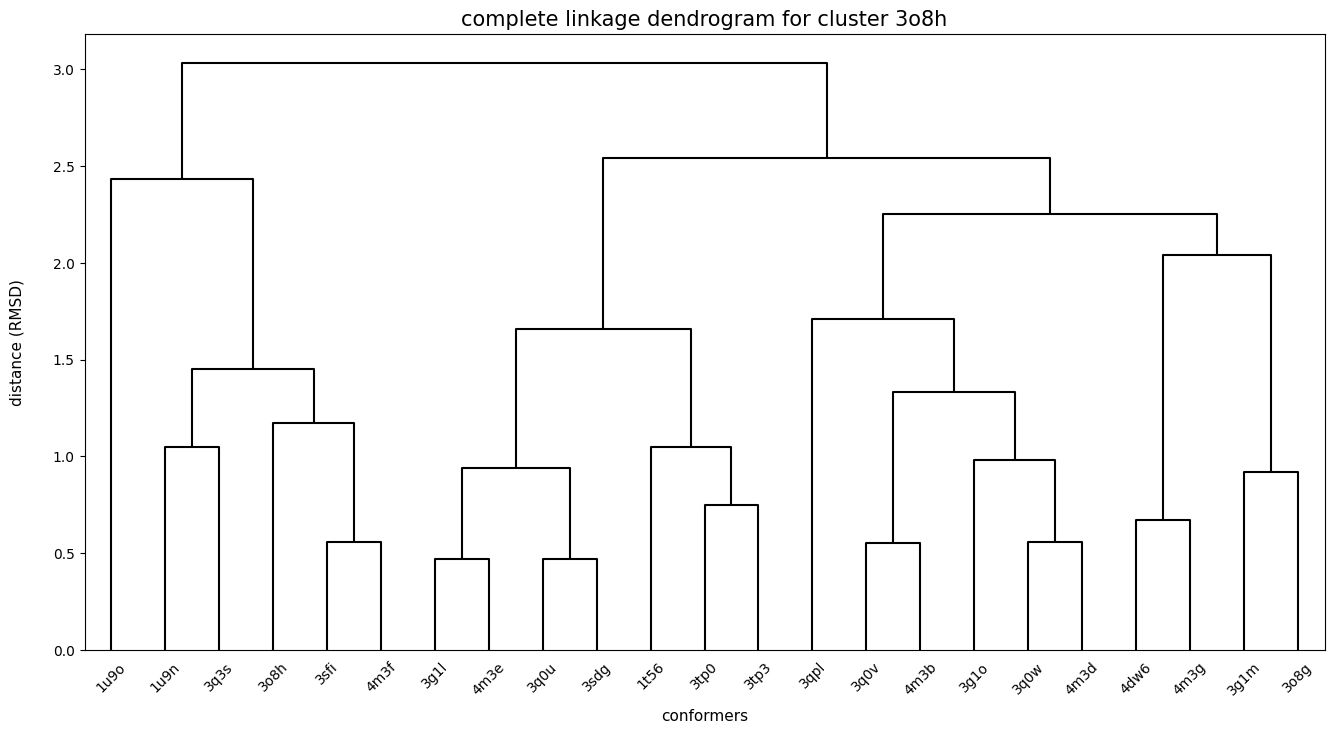 complete linkage dendrogram for cluster 3o8h
distance (RMSD)
3.0
2.5
2.0
1.5
1.0
0.5
0.0
1u9o 1u9n 3q3s 3o8h 3sfi 4m3f 3g1l 4m3e 3q0u 3sdg 1t56 3tp0 3tp3 3qpl 3q0v 4m3b 3g1o 3q0w 4m3d 4dw6 4m3g 3g1m 3o8g
conformers